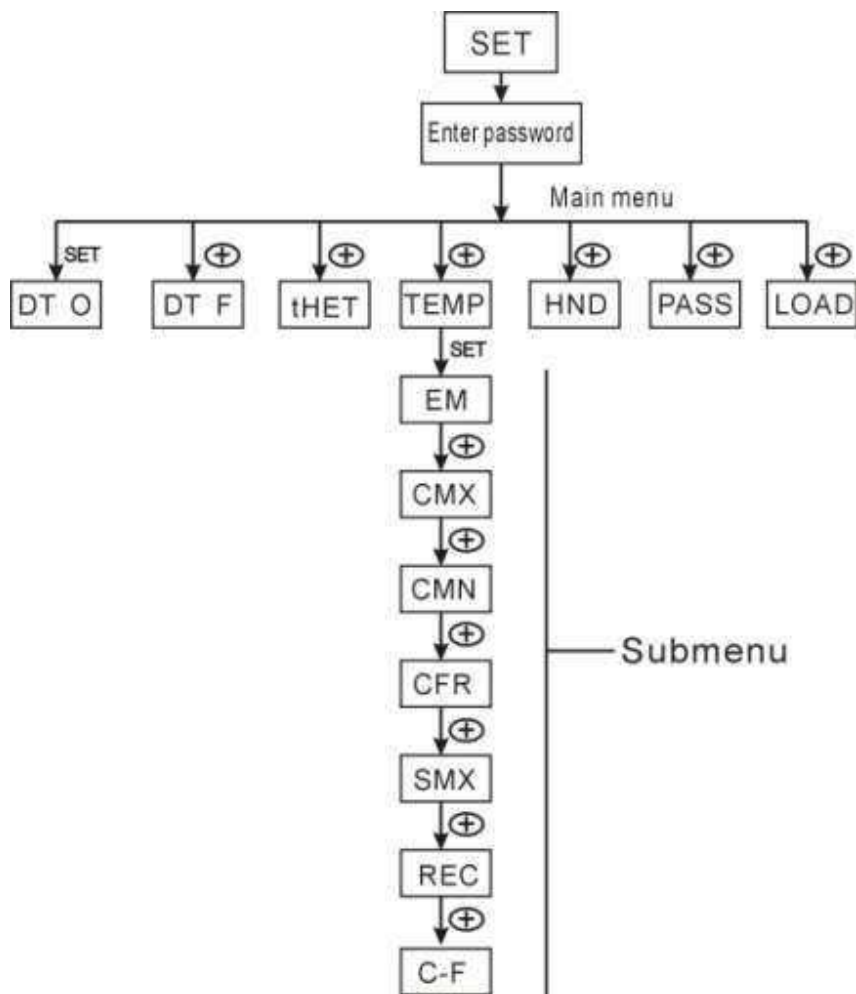 SET
Enter password
Main menu
SET ⊕ ⊕ ⊕ ⊕ ⊕ ⊕
DT O DT F tHET TEMP HND PASS LOAD
SET
EM
⊕
CMX
⊕
CMN
⊕
CFR
Submenu
⊕
SMX
⊕
REC
⊕
C-F